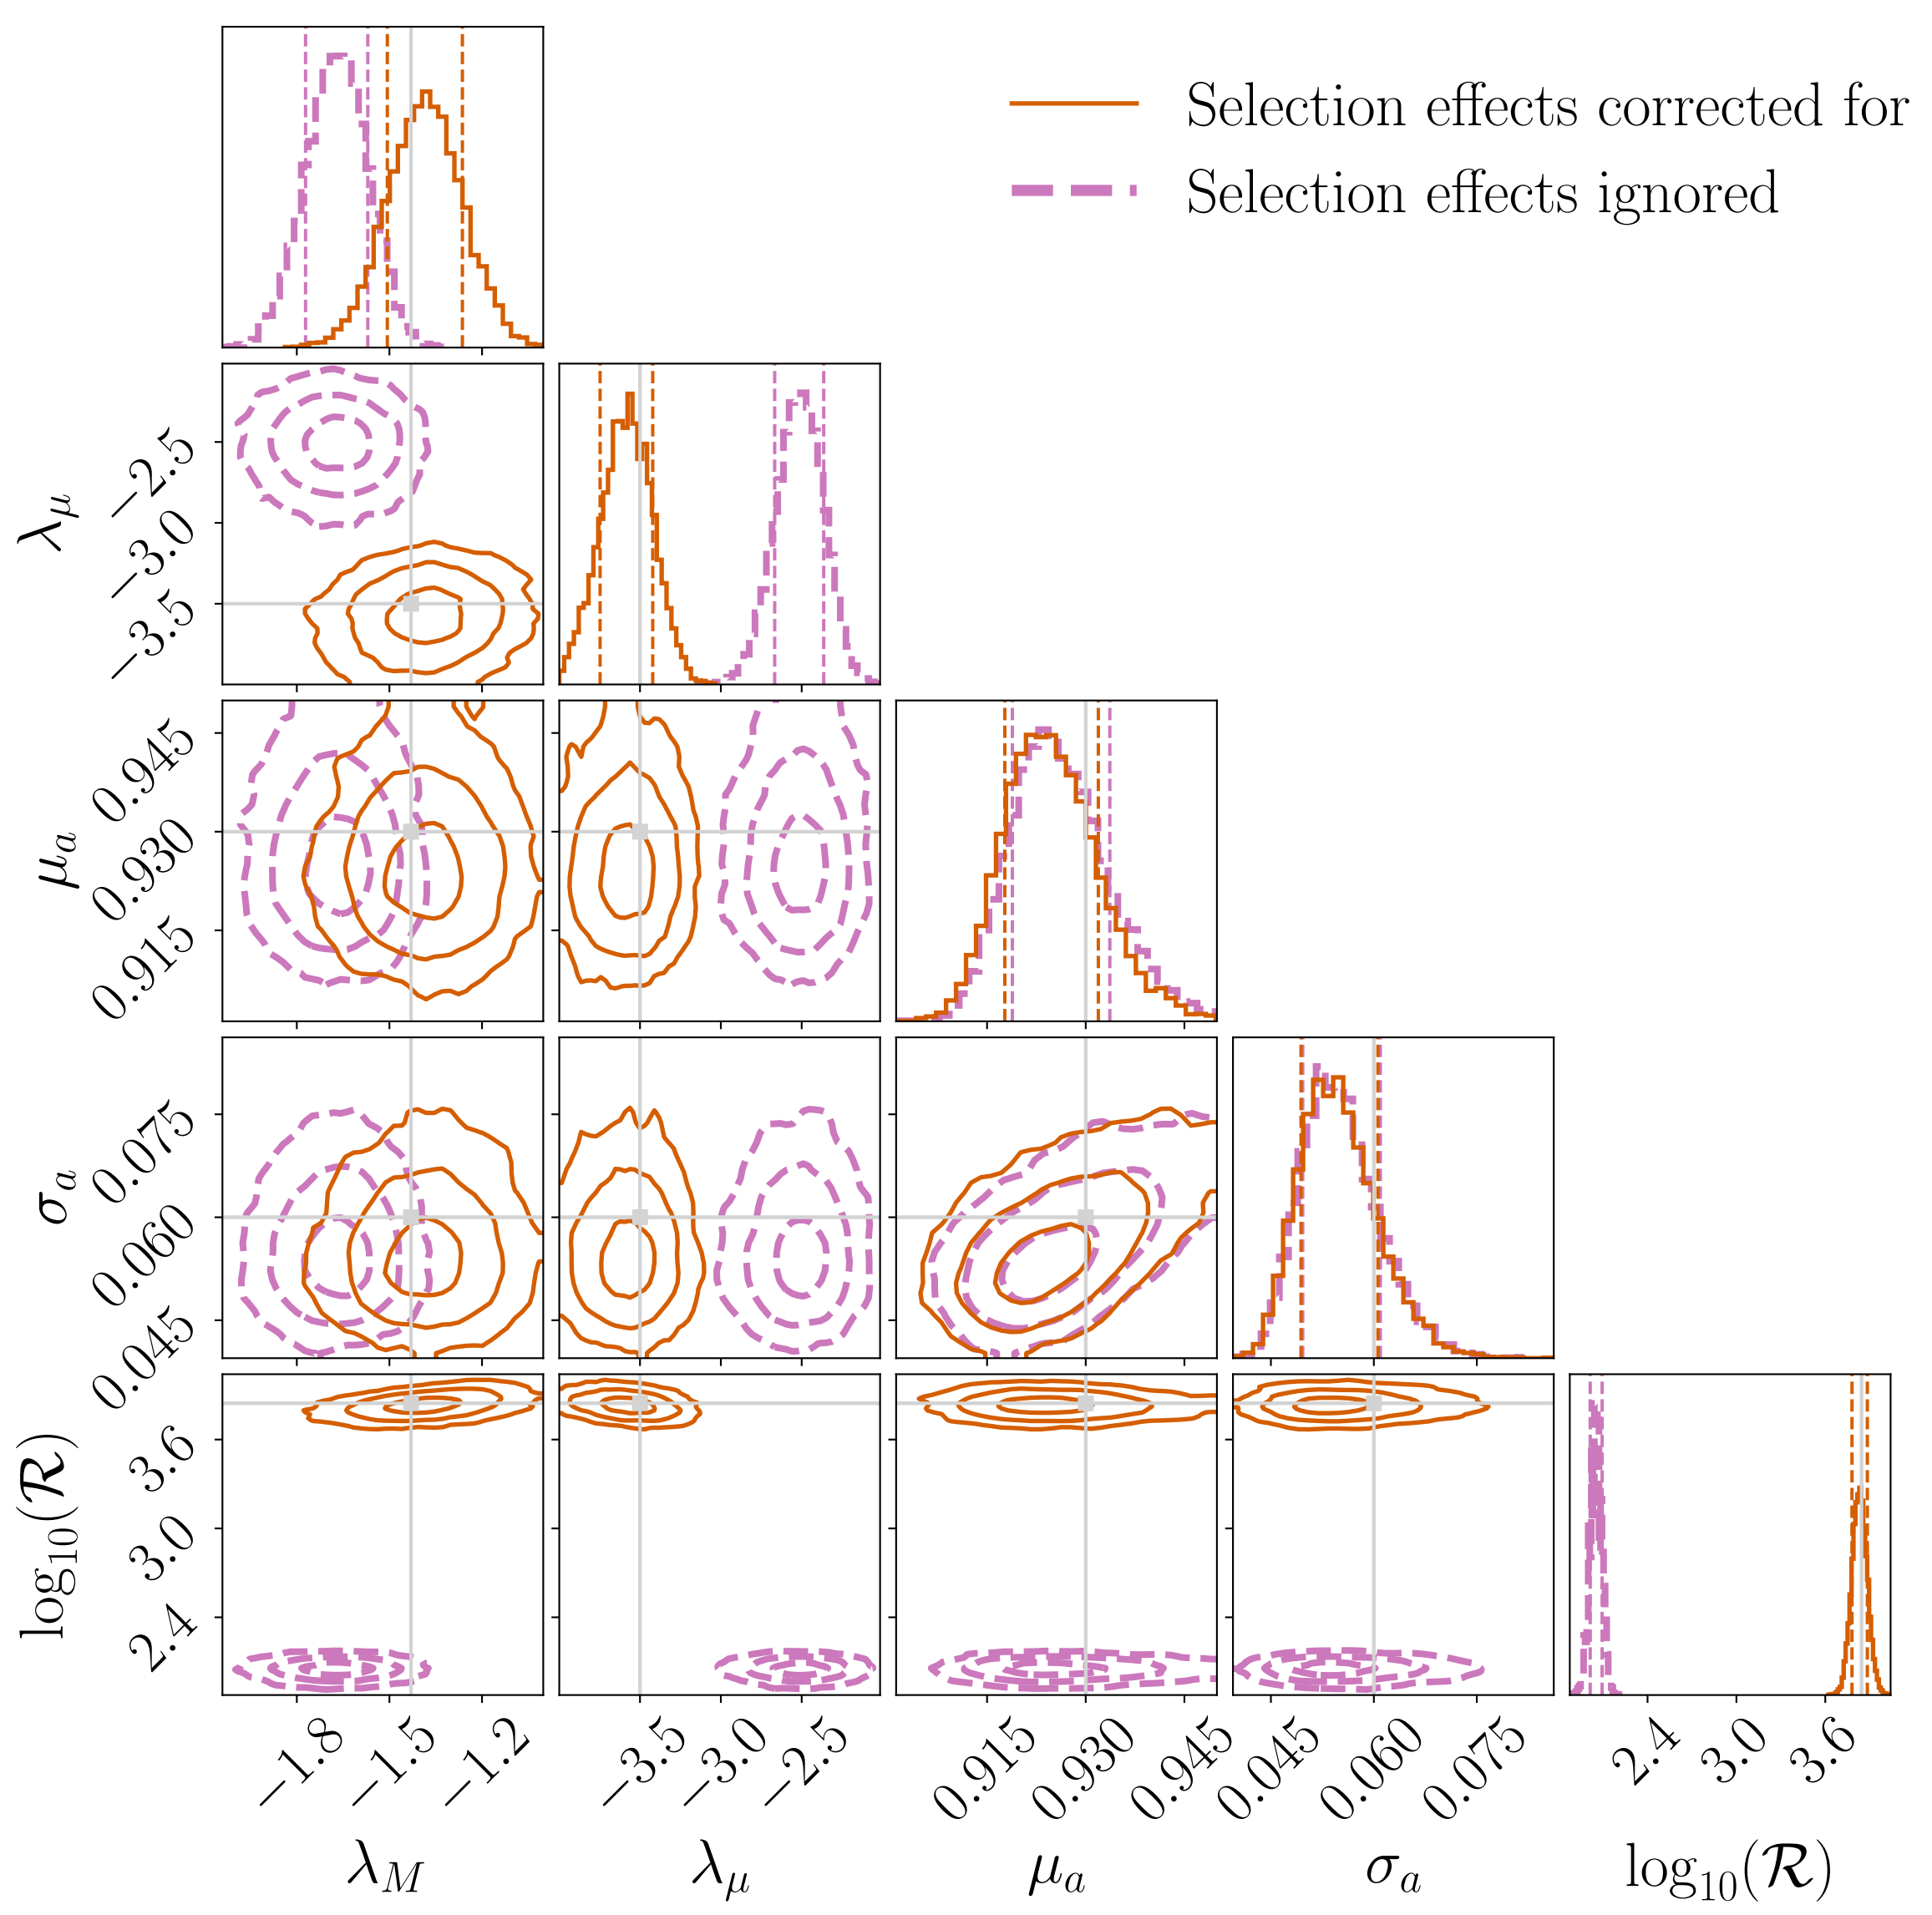 Selection effects corrected for
Selection effects ignored
λ_μ
−2.5
−3.0
−3.5
μ_a
0.945
0.930
0.915
σ_a
0.075
0.060
0.045
log₁₀(ℛ)
3.6
3.0
2.4
−1.8 −1.5 −1.2 −3.5 −3.0 −2.5 0.915 0.930 0.945 0.045 0.060 0.075 2.4 3.0 3.6
λ_M λ_μ μ_a σ_a log₁₀(ℛ)